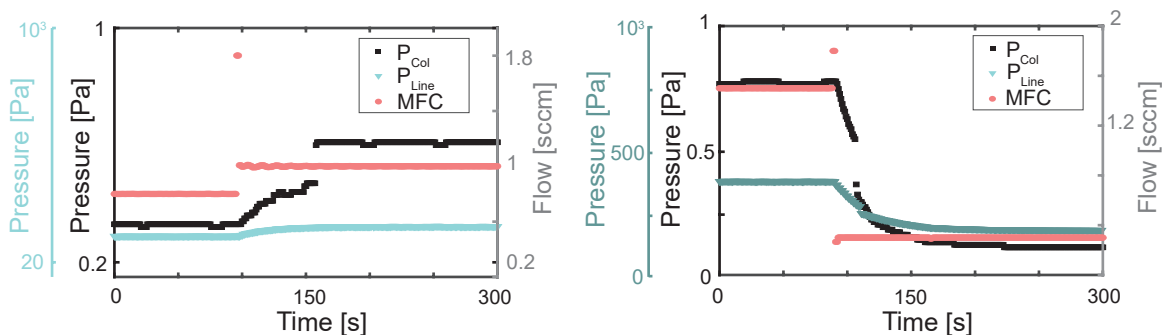 Pressure [Pa]
10³
20
Pressure [Pa]
1
0.2
P_Col
P_Line
MFC
1.8
1
0.2
Flow [sccm]
0
150
300
Time [s]
Pressure [Pa]
10³
500
0
Pressure [Pa]
1
0.5
0
P_Col
P_Line
MFC
2
1.2
0.2
Flow [sccm]
0
150
300
Time [s]